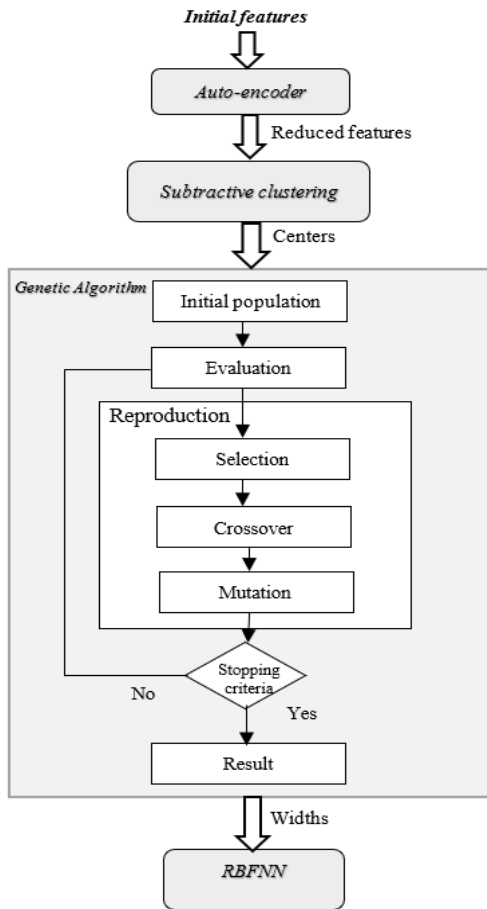 Initial features
Auto-encoder
Reduced features
Subtractive clustering
Centers
Genetic Algorithm
Initial population
Evaluation
Reproduction
Selection
Crossover
Mutation
Stopping
criteria
No
Yes
Result
Widths
RBFNN